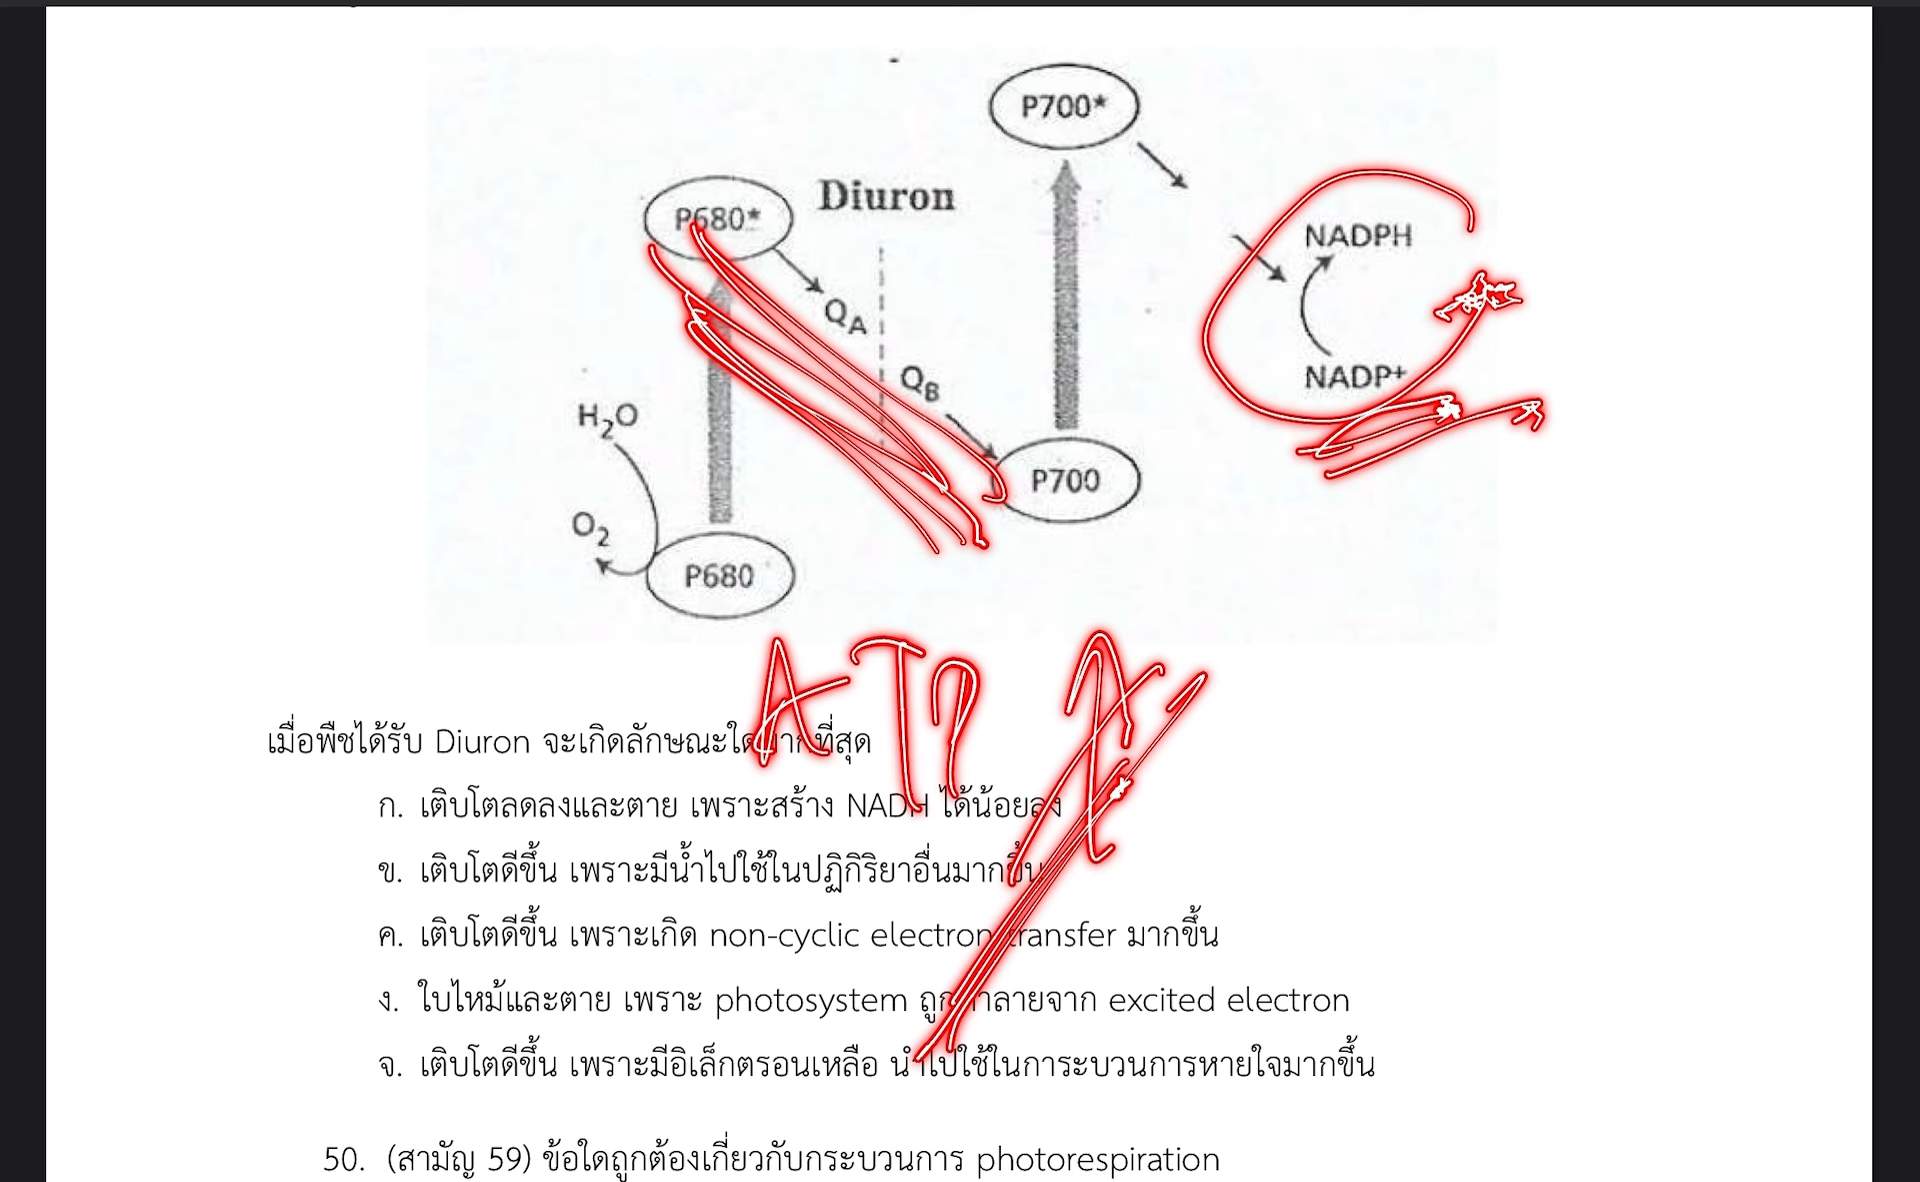 P700*
P680*
Diuron
NADPH
QA
QB
NADP+
H2O
P700
O2
P680
ATP
เมื่อพืชได้รับ Diuron จะเกิดลักษณะใดมากที่สุด
ก. เติบโตลดลงและตาย เพราะสร้าง NADH ได้น้อยลง
ข. เติบโตดีขึ้น เพราะมีน้ำไปใช้ในปฏิกิริยาอื่นมากขึ้น
ค. เติบโตดีขึ้น เพราะเกิด non-cyclic electron transfer มากขึ้น
ง. ใบไหม้และตาย เพราะ photosystem ถูกทำลายจาก excited electron
จ. เติบโตดีขึ้น เพราะมีอิเล็กตรอนเหลือ นำไปใช้ในการะบวนการหายใจมากขึ้น
50. (สามัญ 59) ข้อใดถูกต้องเกี่ยวกับกระบวนการ photorespiration